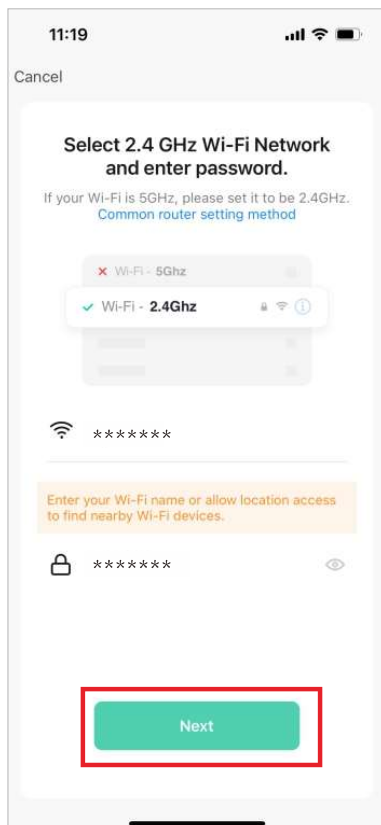 11:19
Cancel
Select 2.4 GHz Wi-Fi Network
and enter password.
If your Wi-Fi is 5GHz, please set it to be 2.4GHz.
Common router setting method
Wi-Fi - 5Ghz
Wi-Fi - 2.4Ghz
*******
Enter your Wi-Fi name or allow location access
to find nearby Wi-Fi devices.
*******
Next